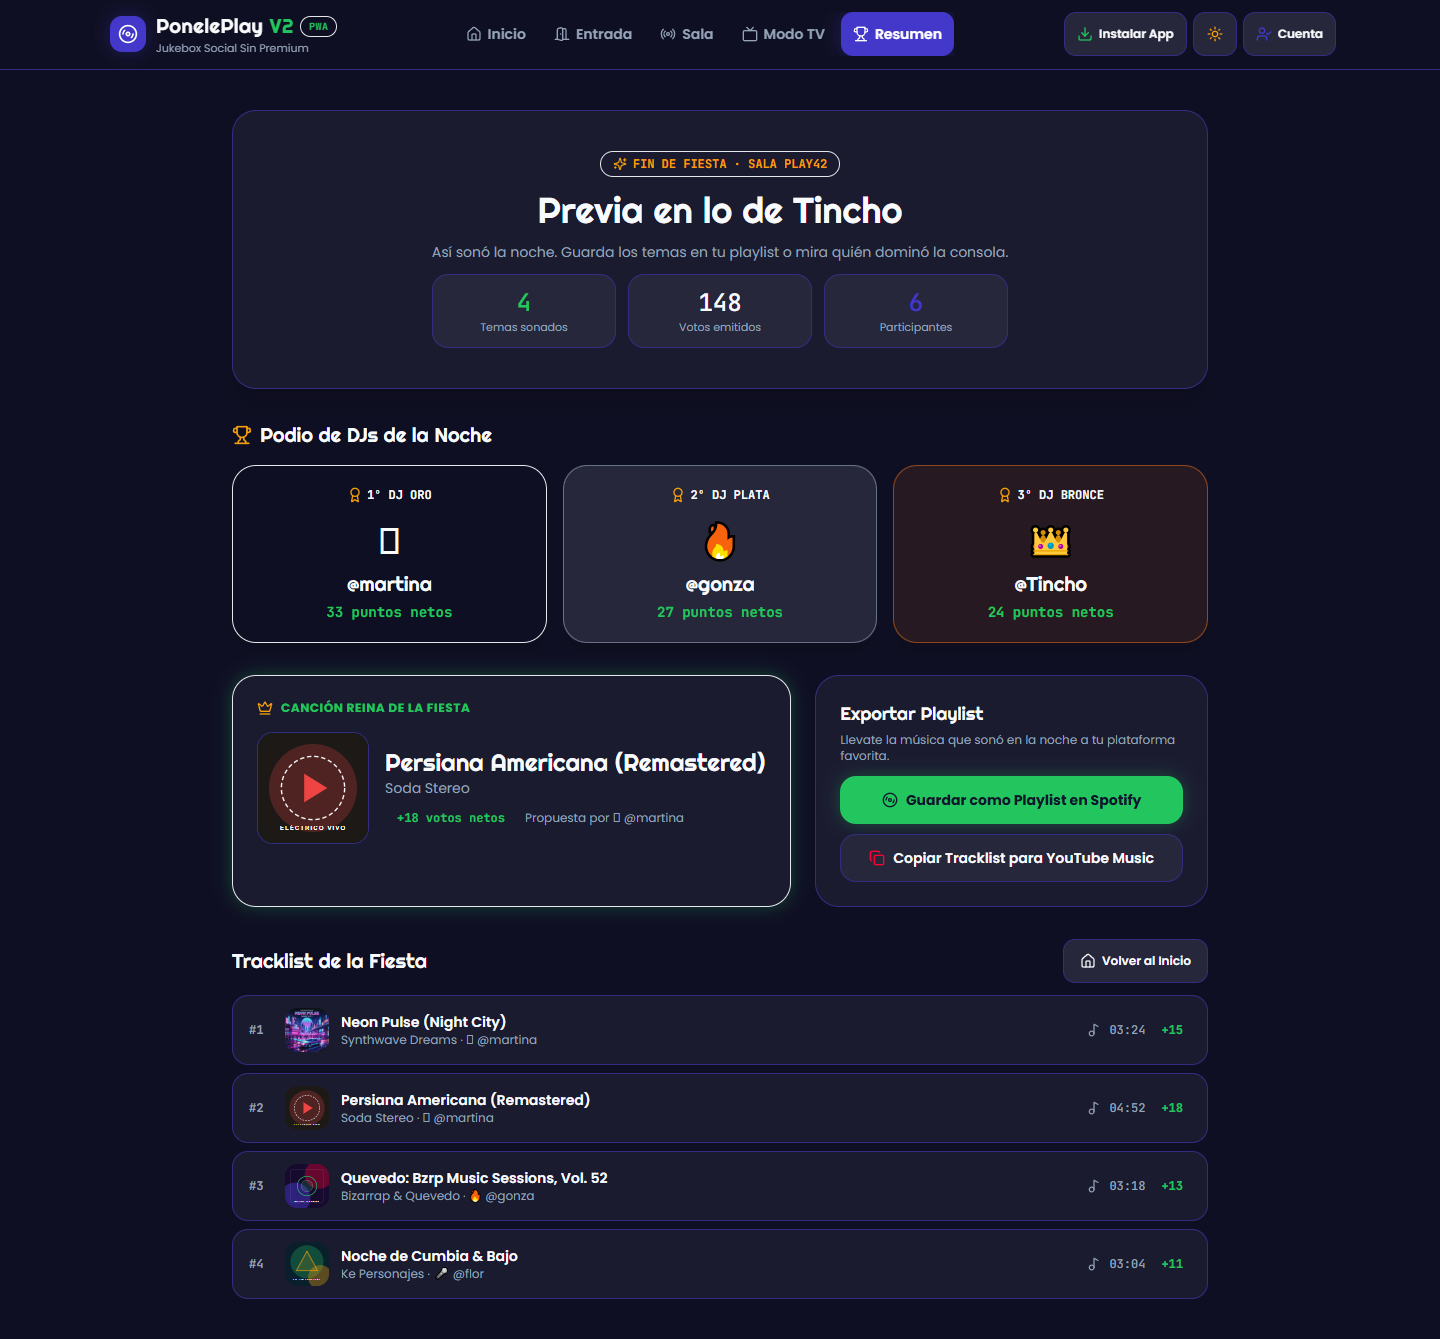 PonelePlay V2 PWA
Jukebox Social Sin Premium
Inicio
Entrada
Sala
Modo TV
Resumen
Instalar App
Cuenta
FIN DE FIESTA · SALA PLAY42
Previa en lo de Tincho
Así sonó la noche. Guarda los temas en tu playlist o mira quién dominó la consola.
4
Temas sonados
148
Votos emitidos
6
Participantes
Podio de DJs de la Noche
1° DJ ORO
@martina
33 puntos netos
2° DJ PLATA
🔥
@gonza
27 puntos netos
3° DJ BRONCE
👑
@Tincho
24 puntos netos
CANCIÓN REINA DE LA FIESTA
ELÉCTRICO VIVO
Persiana Americana (Remastered)
Soda Stereo
+18 votos netos
Propuesta por @martina
Exportar Playlist
Llevate la música que sonó en la noche a tu plataforma
favorita.
Guardar como Playlist en Spotify
Copiar Tracklist para YouTube Music
Tracklist de la Fiesta
Volver al Inicio
#1
Neon Pulse (Night City)
Synthwave Dreams · @martina
03:24
+15
#2
Persiana Americana (Remastered)
Soda Stereo · @martina
04:52
+18
#3
Quevedo: Bzrp Music Sessions, Vol. 52
Bizarrap & Quevedo · 🔥 @gonza
03:18
+13
#4
Noche de Cumbia & Bajo
Ke Personajes · 🎤 @flor
03:04
+11